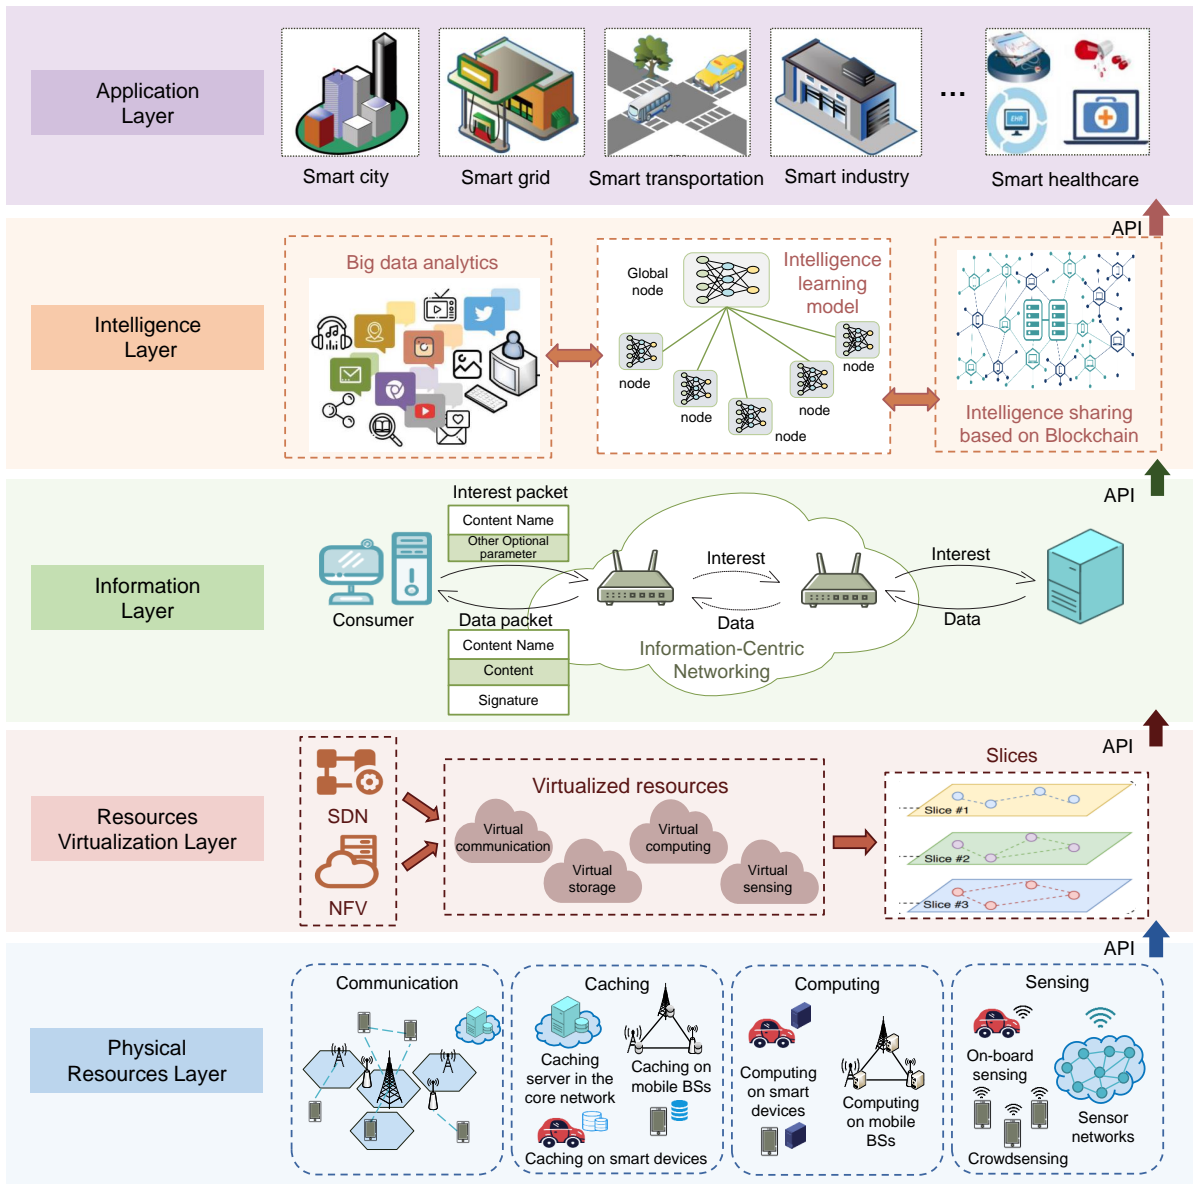 Application
Layer
Smart city
Smart grid
Smart transportation
Smart industry
...
Smart healthcare
EHR
API
Intelligence
Layer
Big data analytics
Global
node
Intelligence
learning
model
node
node
node
node
node
Intelligence sharing
based on Blockchain
API
Information
Layer
Consumer
Interest packet
Content Name
Other Optional
parameter
Data packet
Content Name
Content
Signature
Interest
Data
Information-Centric
Networking
Interest
Data
API
Resources
Virtualization Layer
SDN
NFV
Virtualized resources
Virtual
communication
Virtual
storage
Virtual
computing
Virtual
sensing
Slices
Slice #1
Slice #2
Slice #3
API
Physical
Resources Layer
Communication
Caching
Caching
server in the
core network
Caching on
mobile BSs
Caching on smart devices
Computing
Computing
on smart
devices
Computing
on mobile
BSs
Sensing
On-board
sensing
Crowdsensing
Sensor
networks